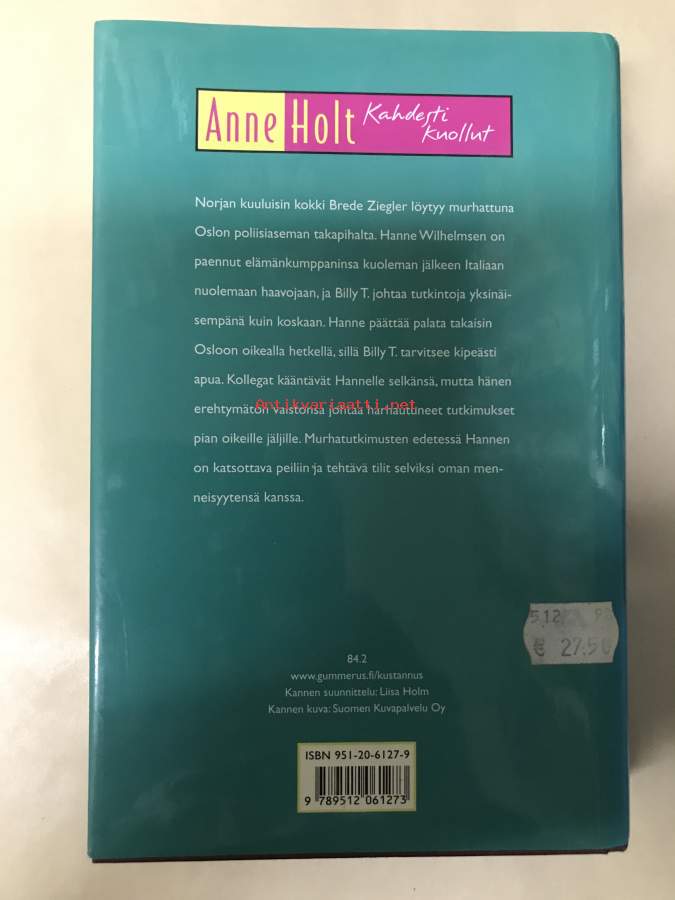 Anne Holt Kahdesti kuollut
Norjan kuuluisin kokki Brede Ziegler löytyy murhattuna
Oslon poliisiaseman takapihalta. Hanne Wilhelmsen on
paennut elämänkumppaninsa kuoleman jälkeen Italiaan
nuolemaan haavojaan, ja Billy T. johtaa tutkintoja yksinäi-
sempänä kuin koskaan. Hanne päättää palata takaisin
Osloon oikealla hetkellä, sillä Billy T. tarvitsee kipeästi
apua. Kollegat kääntävät Hannelle selkänsä, mutta hänen
Antikvariaatti.net
erehtymätön vaistonsa johtaa harhautuneet tutkimukset
pian oikeille jäljille. Murhatutkimusten edetessä Hannen
on katsottava peiliin ja tehtävä tilit selviksi oman men-
neisyytensä kanssa.
512
€ 27.50
84.2
www.gummerus.fi/kustannus
Kannen suunnittelu: Liisa Holm
Kannen kuva: Suomen Kuvapalvelu Oy
ISBN 951-20-6127-9
9 789512 061273